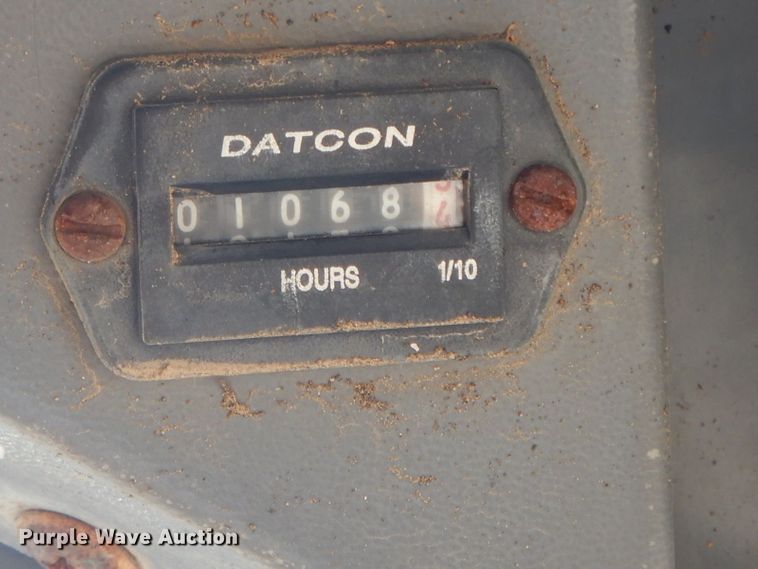 DATCON
01068
HOURS 1/10
Purple Wave Auction